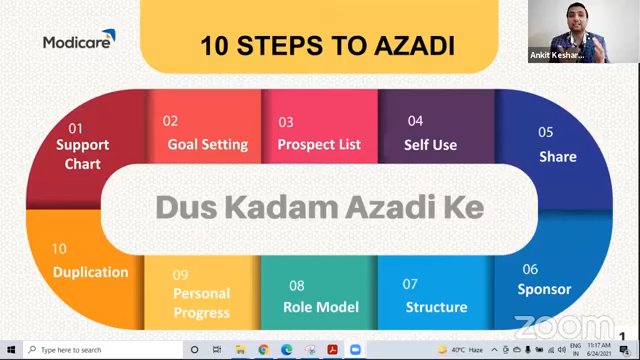 Modicare
10 STEPS TO AZADI
Ankit Keshar...
01
Support
Chart
02
Goal Setting
03
Prospect List
04
Self Use
05
Share
Dus Kadam Azadi Ke
10
Duplication
09
Personal
Progress
08
Role Model
07
Structure
06
Sponsor
zoom
1
Type here to search
40°C Haze
ENG
IN
11:17 AM
6/24/2021